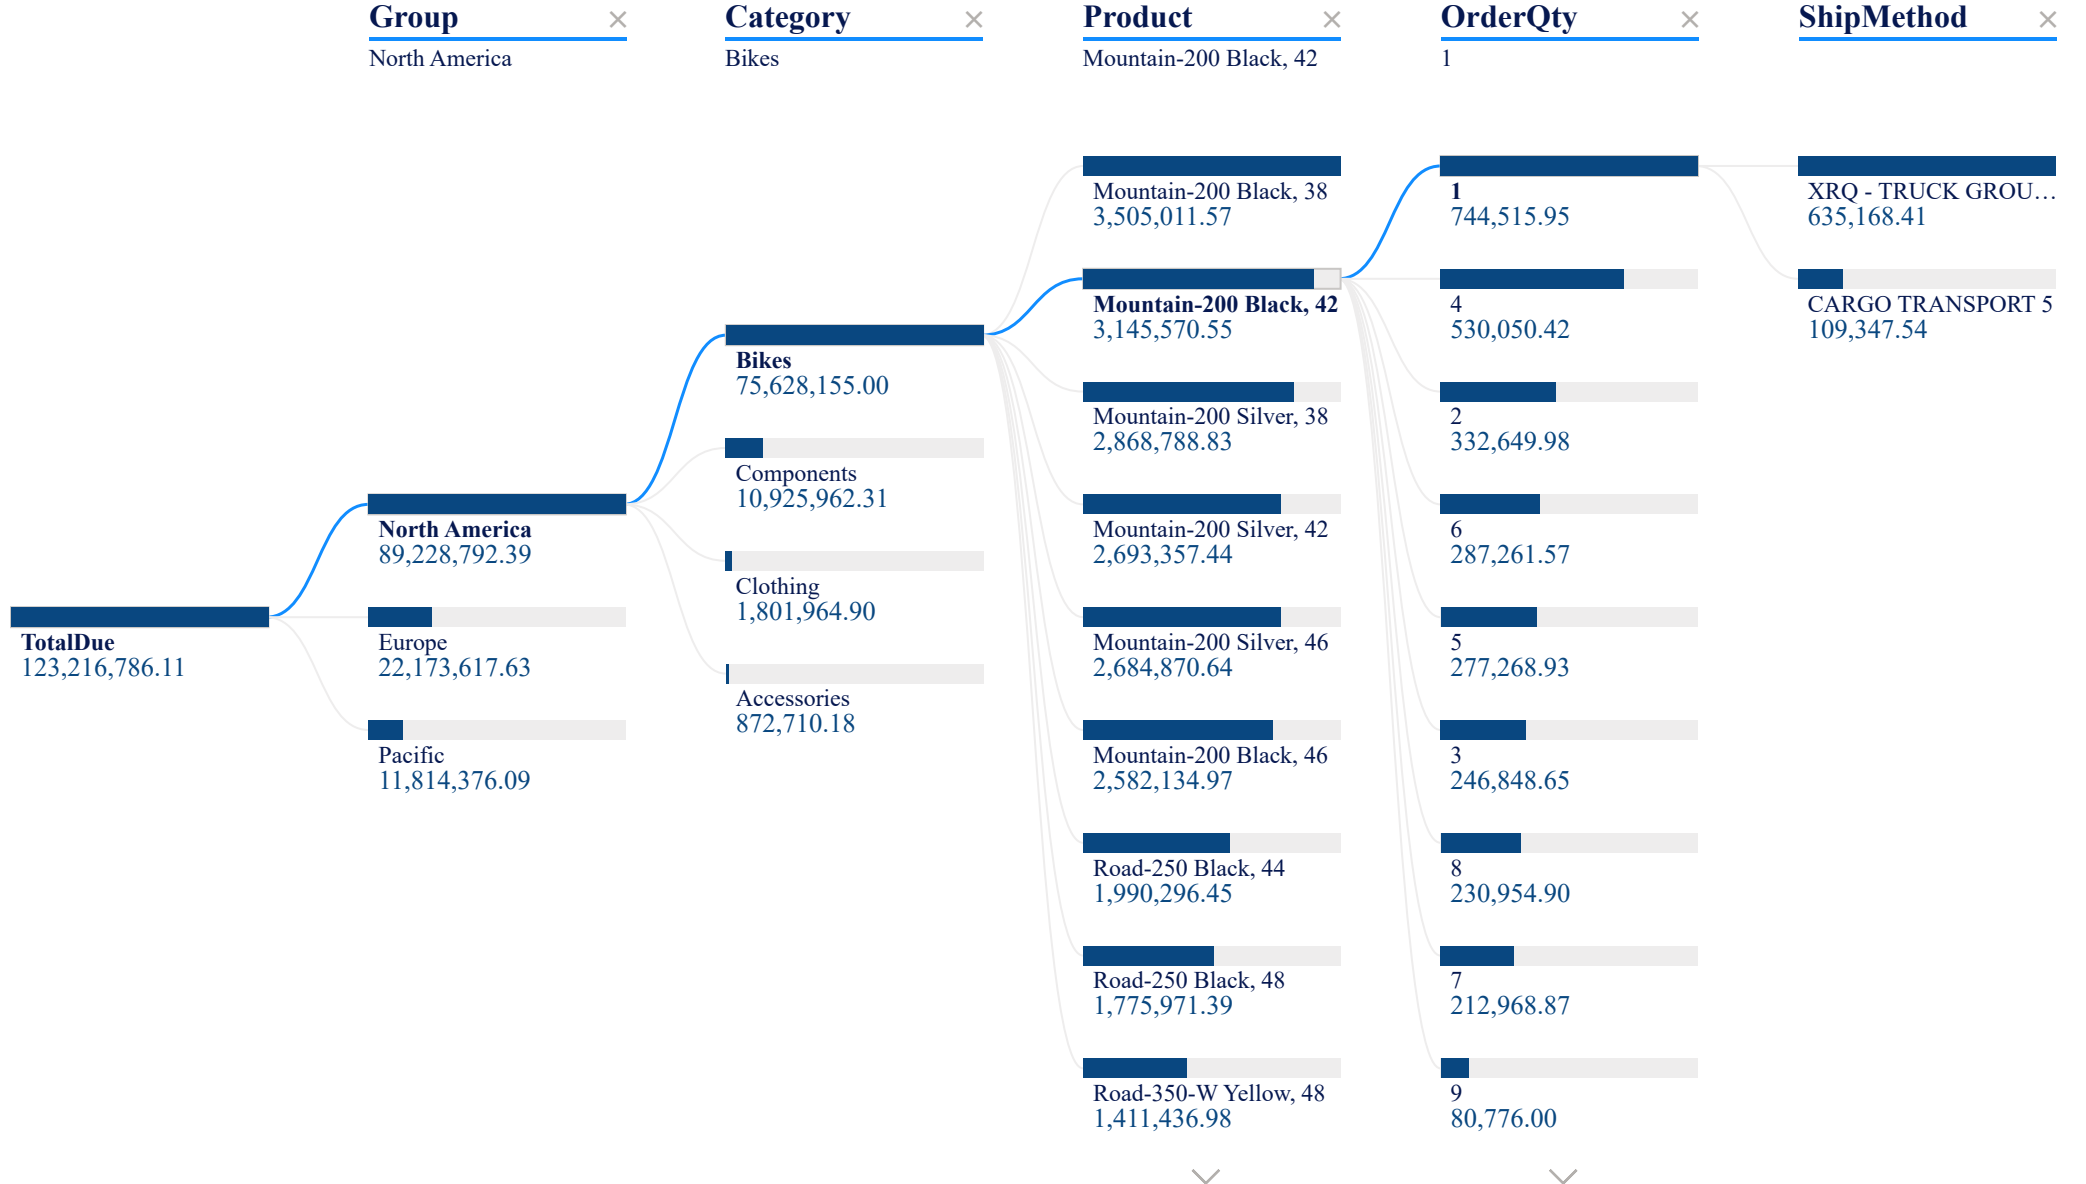 Group
North America
Category
Bikes
Product
Mountain-200 Black, 42
OrderQty
1
ShipMethod
TotalDue
123,216,786.11
North America
89,228,792.39
Europe
22,173,617.63
Pacific
11,814,376.09
Bikes
75,628,155.00
Components
10,925,962.31
Clothing
1,801,964.90
Accessories
872,710.18
Mountain-200 Black, 38
3,505,011.57
Mountain-200 Black, 42
3,145,570.55
Mountain-200 Silver, 38
2,868,788.83
Mountain-200 Silver, 42
2,693,357.44
Mountain-200 Silver, 46
2,684,870.64
Mountain-200 Black, 46
2,582,134.97
Road-250 Black, 44
1,990,296.45
Road-250 Black, 48
1,775,971.39
Road-350-W Yellow, 48
1,411,436.98
1
744,515.95
4
530,050.42
2
332,649.98
6
287,261.57
5
277,268.93
3
246,848.65
8
230,954.90
7
212,968.87
9
80,776.00
XRQ - TRUCK GROU…
635,168.41
CARGO TRANSPORT 5
109,347.54